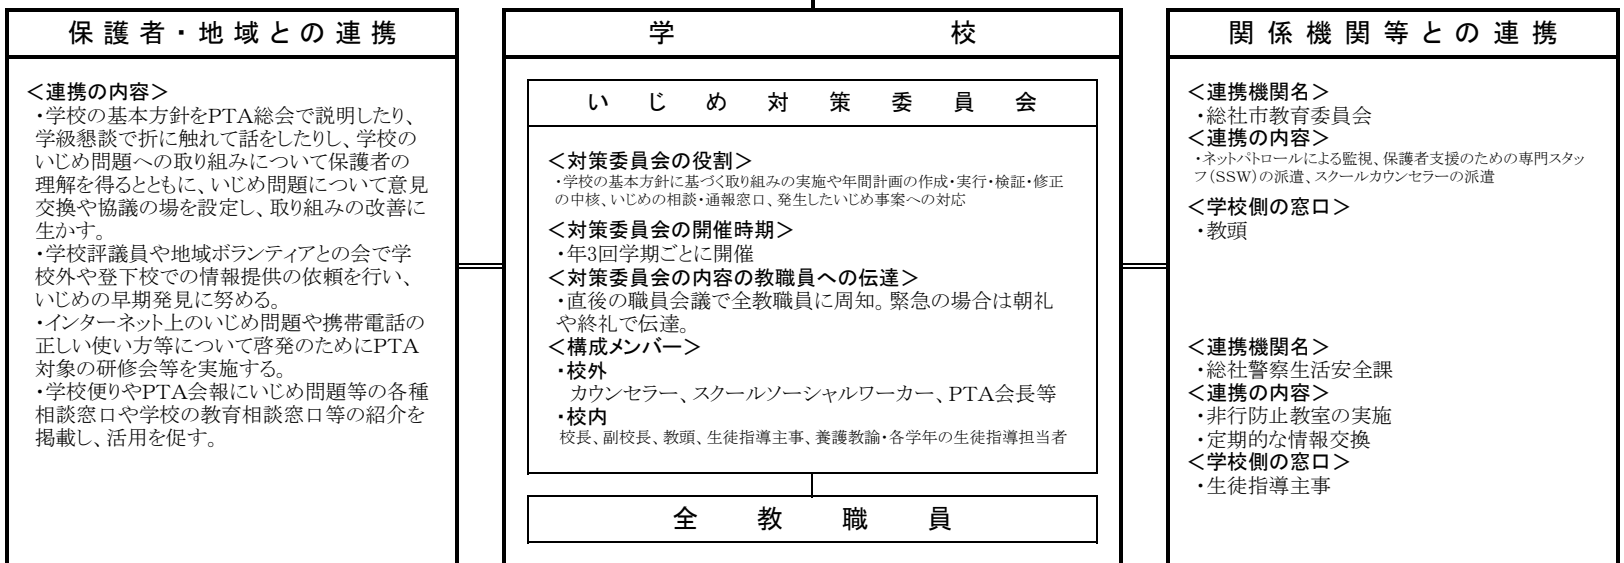 保護者・地域との連携
＜連携の内容＞
・学校の基本方針をPTA総会で説明したり、
学級懇談で折に触れて話をしたりし、学校の
いじめ問題への取り組みについて保護者の
理解を得るとともに、いじめ問題について意見
交換や協議の場を設定し、取り組みの改善に
生かす。
・学校評議員や地域ボランティアとの会で学
校外や登下校での情報提供の依頼を行い、
いじめの早期発見に努める。
・インターネット上のいじめ問題や携帯電話の
正しい使い方等について啓発のためにPTA
対象の研修会等を実施する。
・学校便りやPTA会報にいじめ問題等の各種
相談窓口や学校の教育相談窓口等の紹介を
掲載し、活用を促す。
学校
いじめ対策委員会
＜対策委員会の役割＞
・学校の基本方針に基づく取り組みの実施や年間計画の作成・実行・検証・修正
の中核、いじめの相談・通報窓口、発生したいじめ事案への対応
＜対策委員会の開催時期＞
・年3回学期ごとに開催
＜対策委員会の内容の教職員への伝達＞
・直後の職員会議で全教職員に周知。緊急の場合は朝礼
や終礼で伝達。
＜構成メンバー＞
・校外
カウンセラー、スクールソーシャルワーカー、PTA会長等
・校内
校長、副校長、教頭、生徒指導主事、養護教諭・各学年の生徒指導担当者
全教職員
関係機関等との連携
＜連携機関名＞
・総社市教育委員会
＜連携の内容＞
・ネットパトロールによる監視、保護者支援のための専門スタッ
フ(SSW)の派遣、スクールカウンセラーの派遣
＜学校側の窓口＞
・教頭
＜連携機関名＞
・総社警察生活安全課
＜連携の内容＞
・非行防止教室の実施
・定期的な情報交換
＜学校側の窓口＞
・生徒指導主事